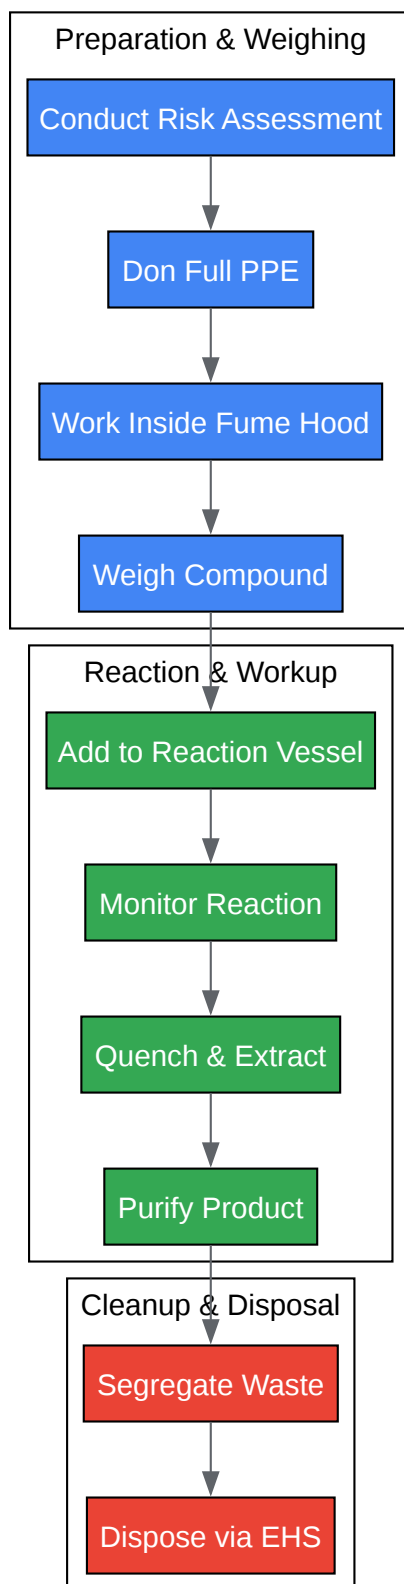 Preparation & Weighing
Conduct Risk Assessment
Don Full PPE
Work Inside Fume Hood
Weigh Compound
Reaction & Workup
Add to Reaction Vessel
Monitor Reaction
Quench & Extract
Purify Product
Cleanup & Disposal
Segregate Waste
Dispose via EHS